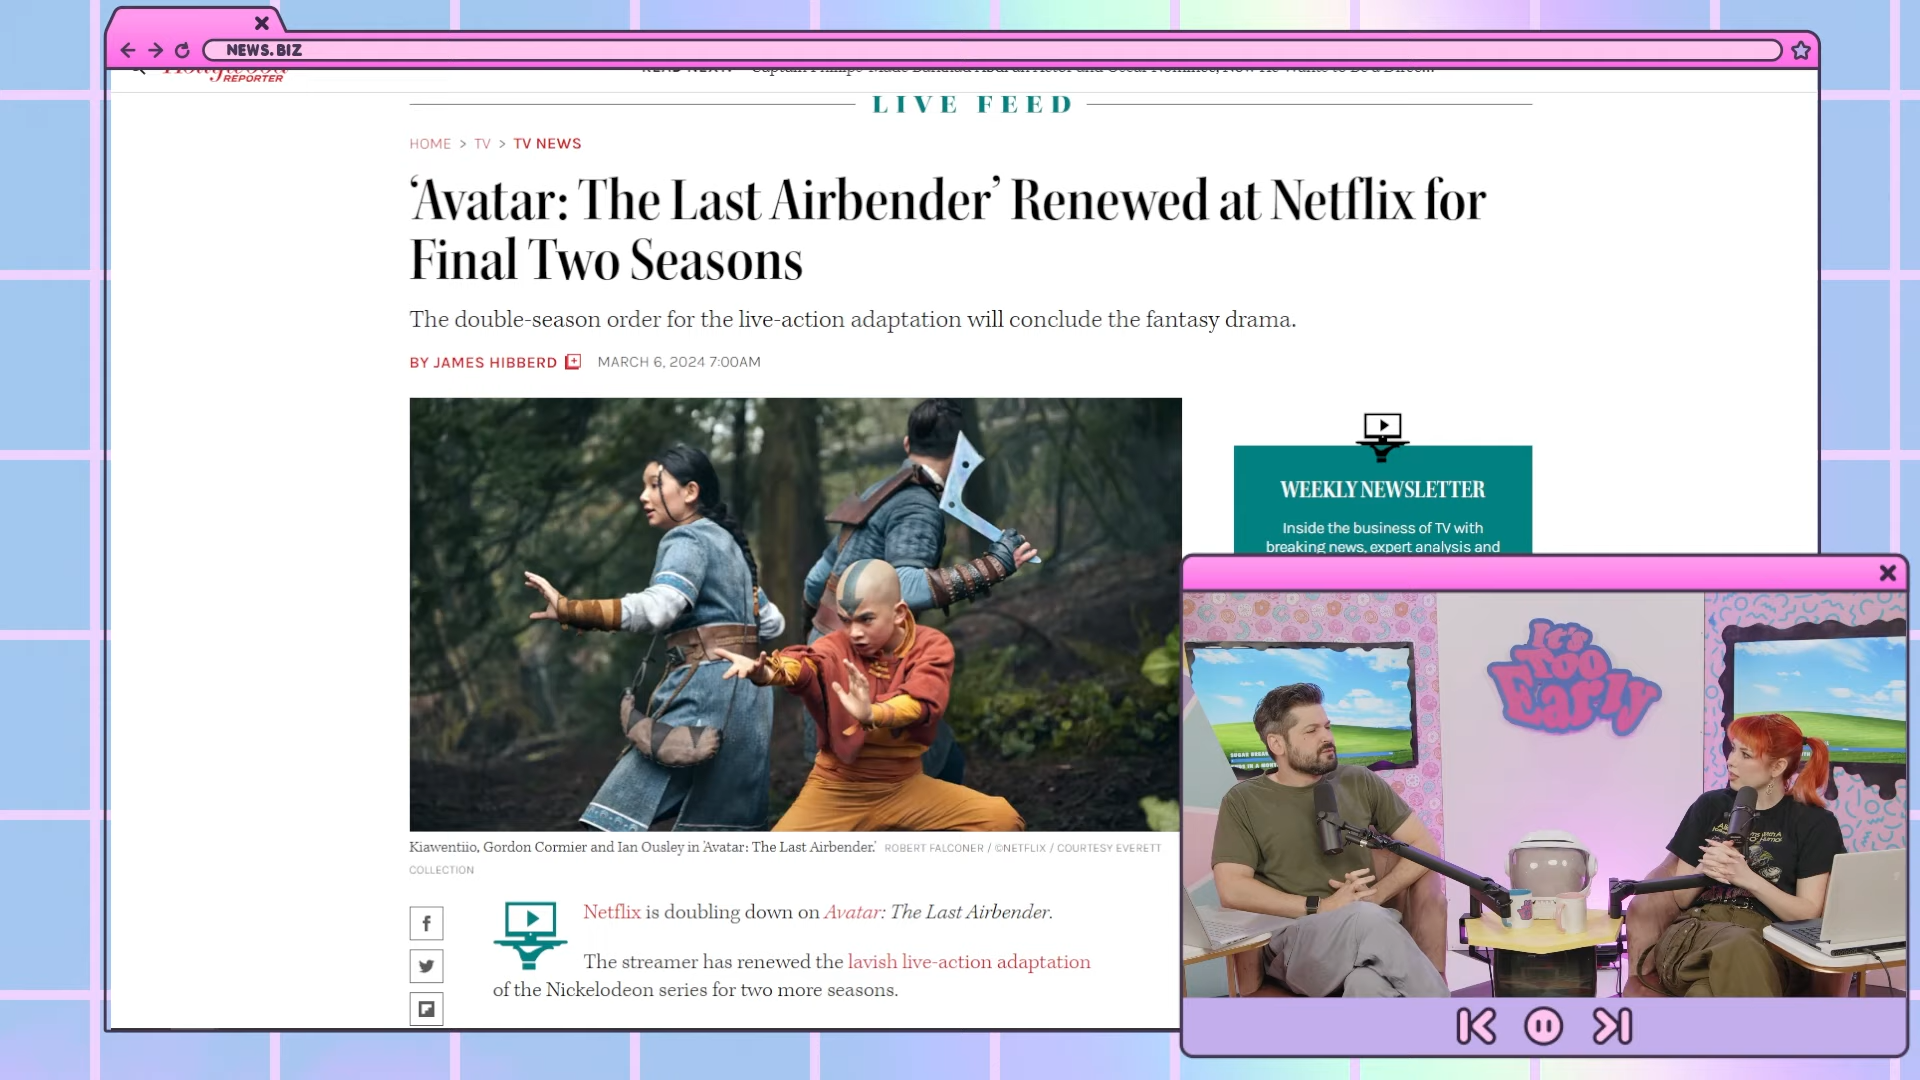 NEWS.BIZ
Hollywood
REPORTER
LIVE FEED
HOME > TV > TV NEWS
‘Avatar: The Last Airbender’ Renewed at Netflix for
Final Two Seasons
The double-season order for the live-action adaptation will conclude the fantasy drama.
BY JAMES HIBBERD MARCH 6, 2024 7:00AM
WEEKLY NEWSLETTER
Inside the business of TV with
breaking news, expert analysis and
Kiawentiio, Gordon Cormier and Ian Ousley in 'Avatar: The Last Airbender.' ROBERT FALCONER / ©NETFLIX / COURTESY EVERETT
COLLECTION
Netflix is doubling down on Avatar: The Last Airbender.
The streamer has renewed the lavish live-action adaptation
of the Nickelodeon series for two more seasons.
It's
Too
Early